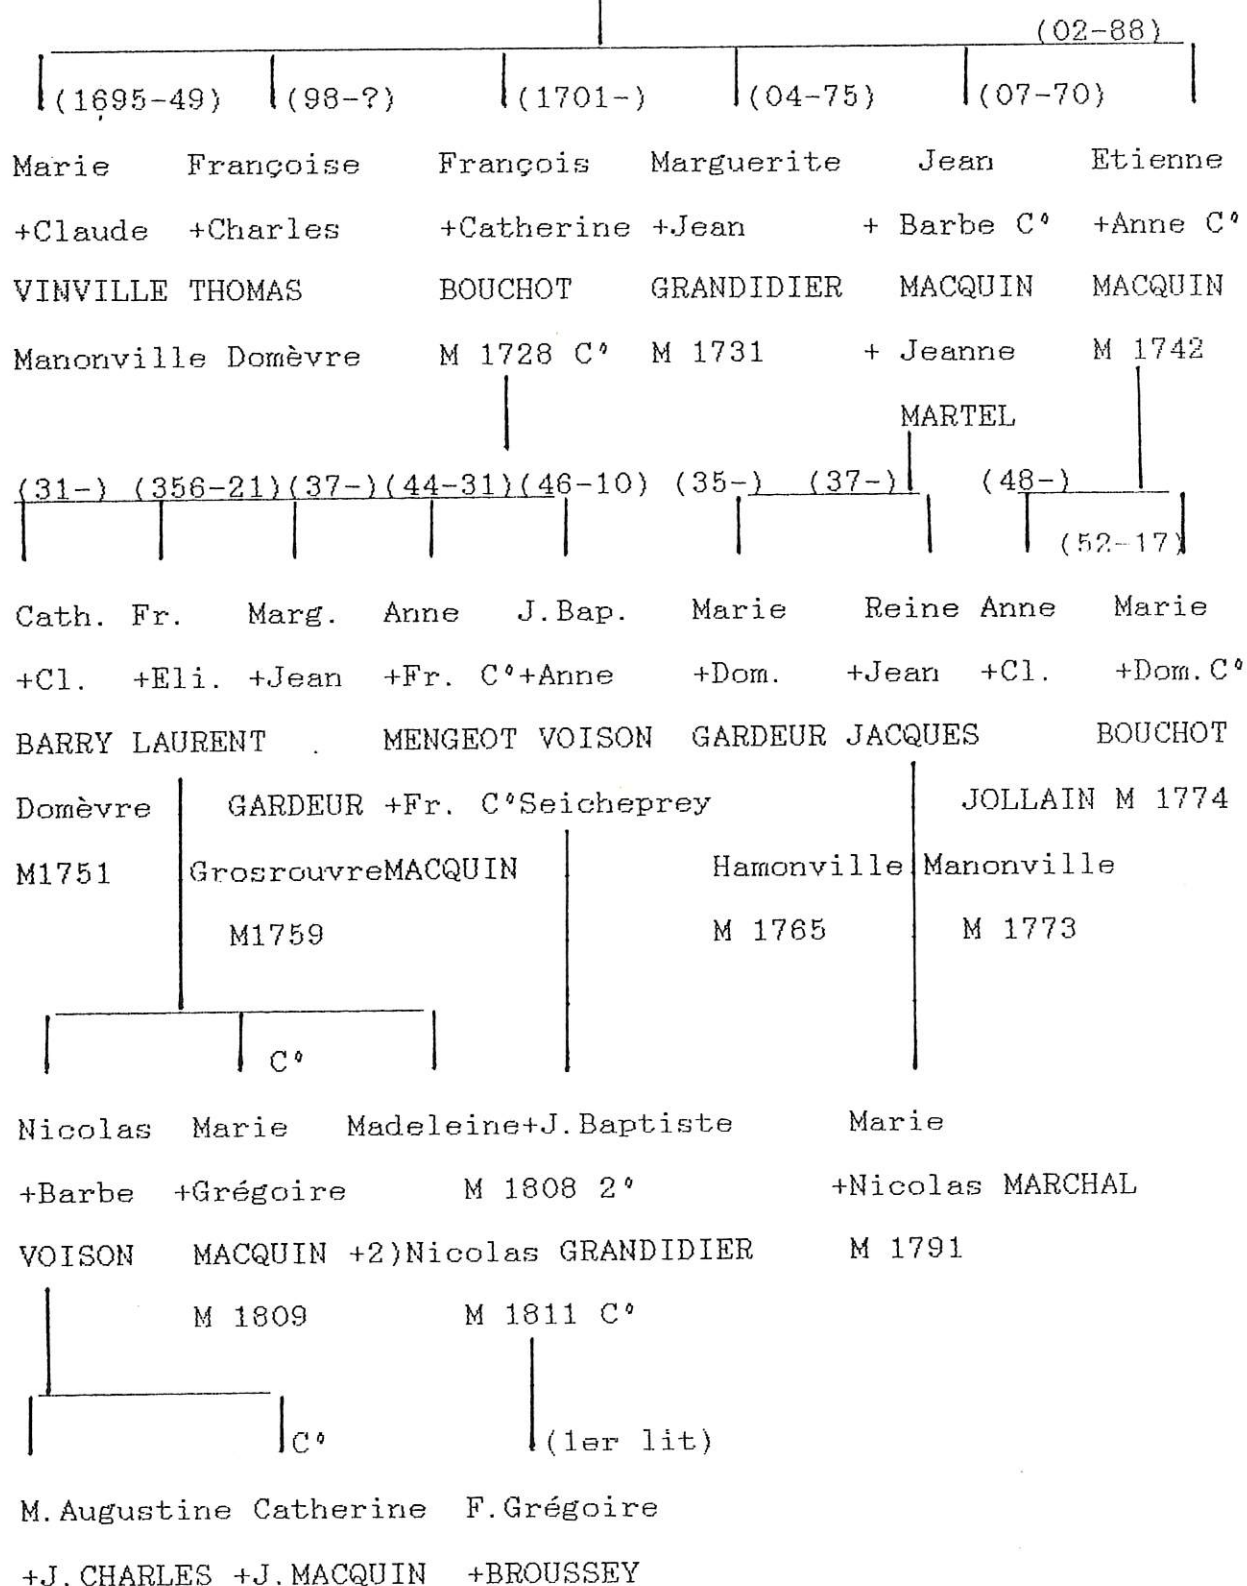 (02-88)
(1695-49) (98-?) (1701-) (04-75) (07-70)
Marie Françoise François Marguerite Jean Etienne
+Claude +Charles +Catherine +Jean + Barbe C° +Anne C°
VINVILLE THOMAS BOUCHOT GRANDIDIER MACQUIN MACQUIN
Manonville Domèvre M 1728 C° M 1731 + Jeanne M 1742
MARTEL
(31-) (356-21) (37-) (44-31) (46-10) (35-) (37-) (48-)
(52-17)
Cath. Fr. Marg. Anne J.Bap. Marie Reine Anne Marie
+Cl. +Eli. +Jean +Fr. C°+Anne +Dom. +Jean +Cl. +Dom.C°
BARRY LAURENT . MENGEOT VOISON GARDEUR JACQUES BOUCHOT
Domèvre GARDEUR +Fr. C°Seicheprey JOLLAIN M 1774
M1751 GrosrouvreMACQUIN Hamonville Manonville
M1759 M 1765 M 1773
C°
Nicolas Marie Madeleine+J.Baptiste Marie
+Barbe +Grégoire M 1808 2° +Nicolas MARCHAL
VOISON MACQUIN +2)Nicolas GRANDIDIER M 1791
M 1809 M 1811 C°
C° (1er lit)
M.Augustine Catherine F.Grégoire
+J.CHARLES +J.MACQUIN +BROUSSEY